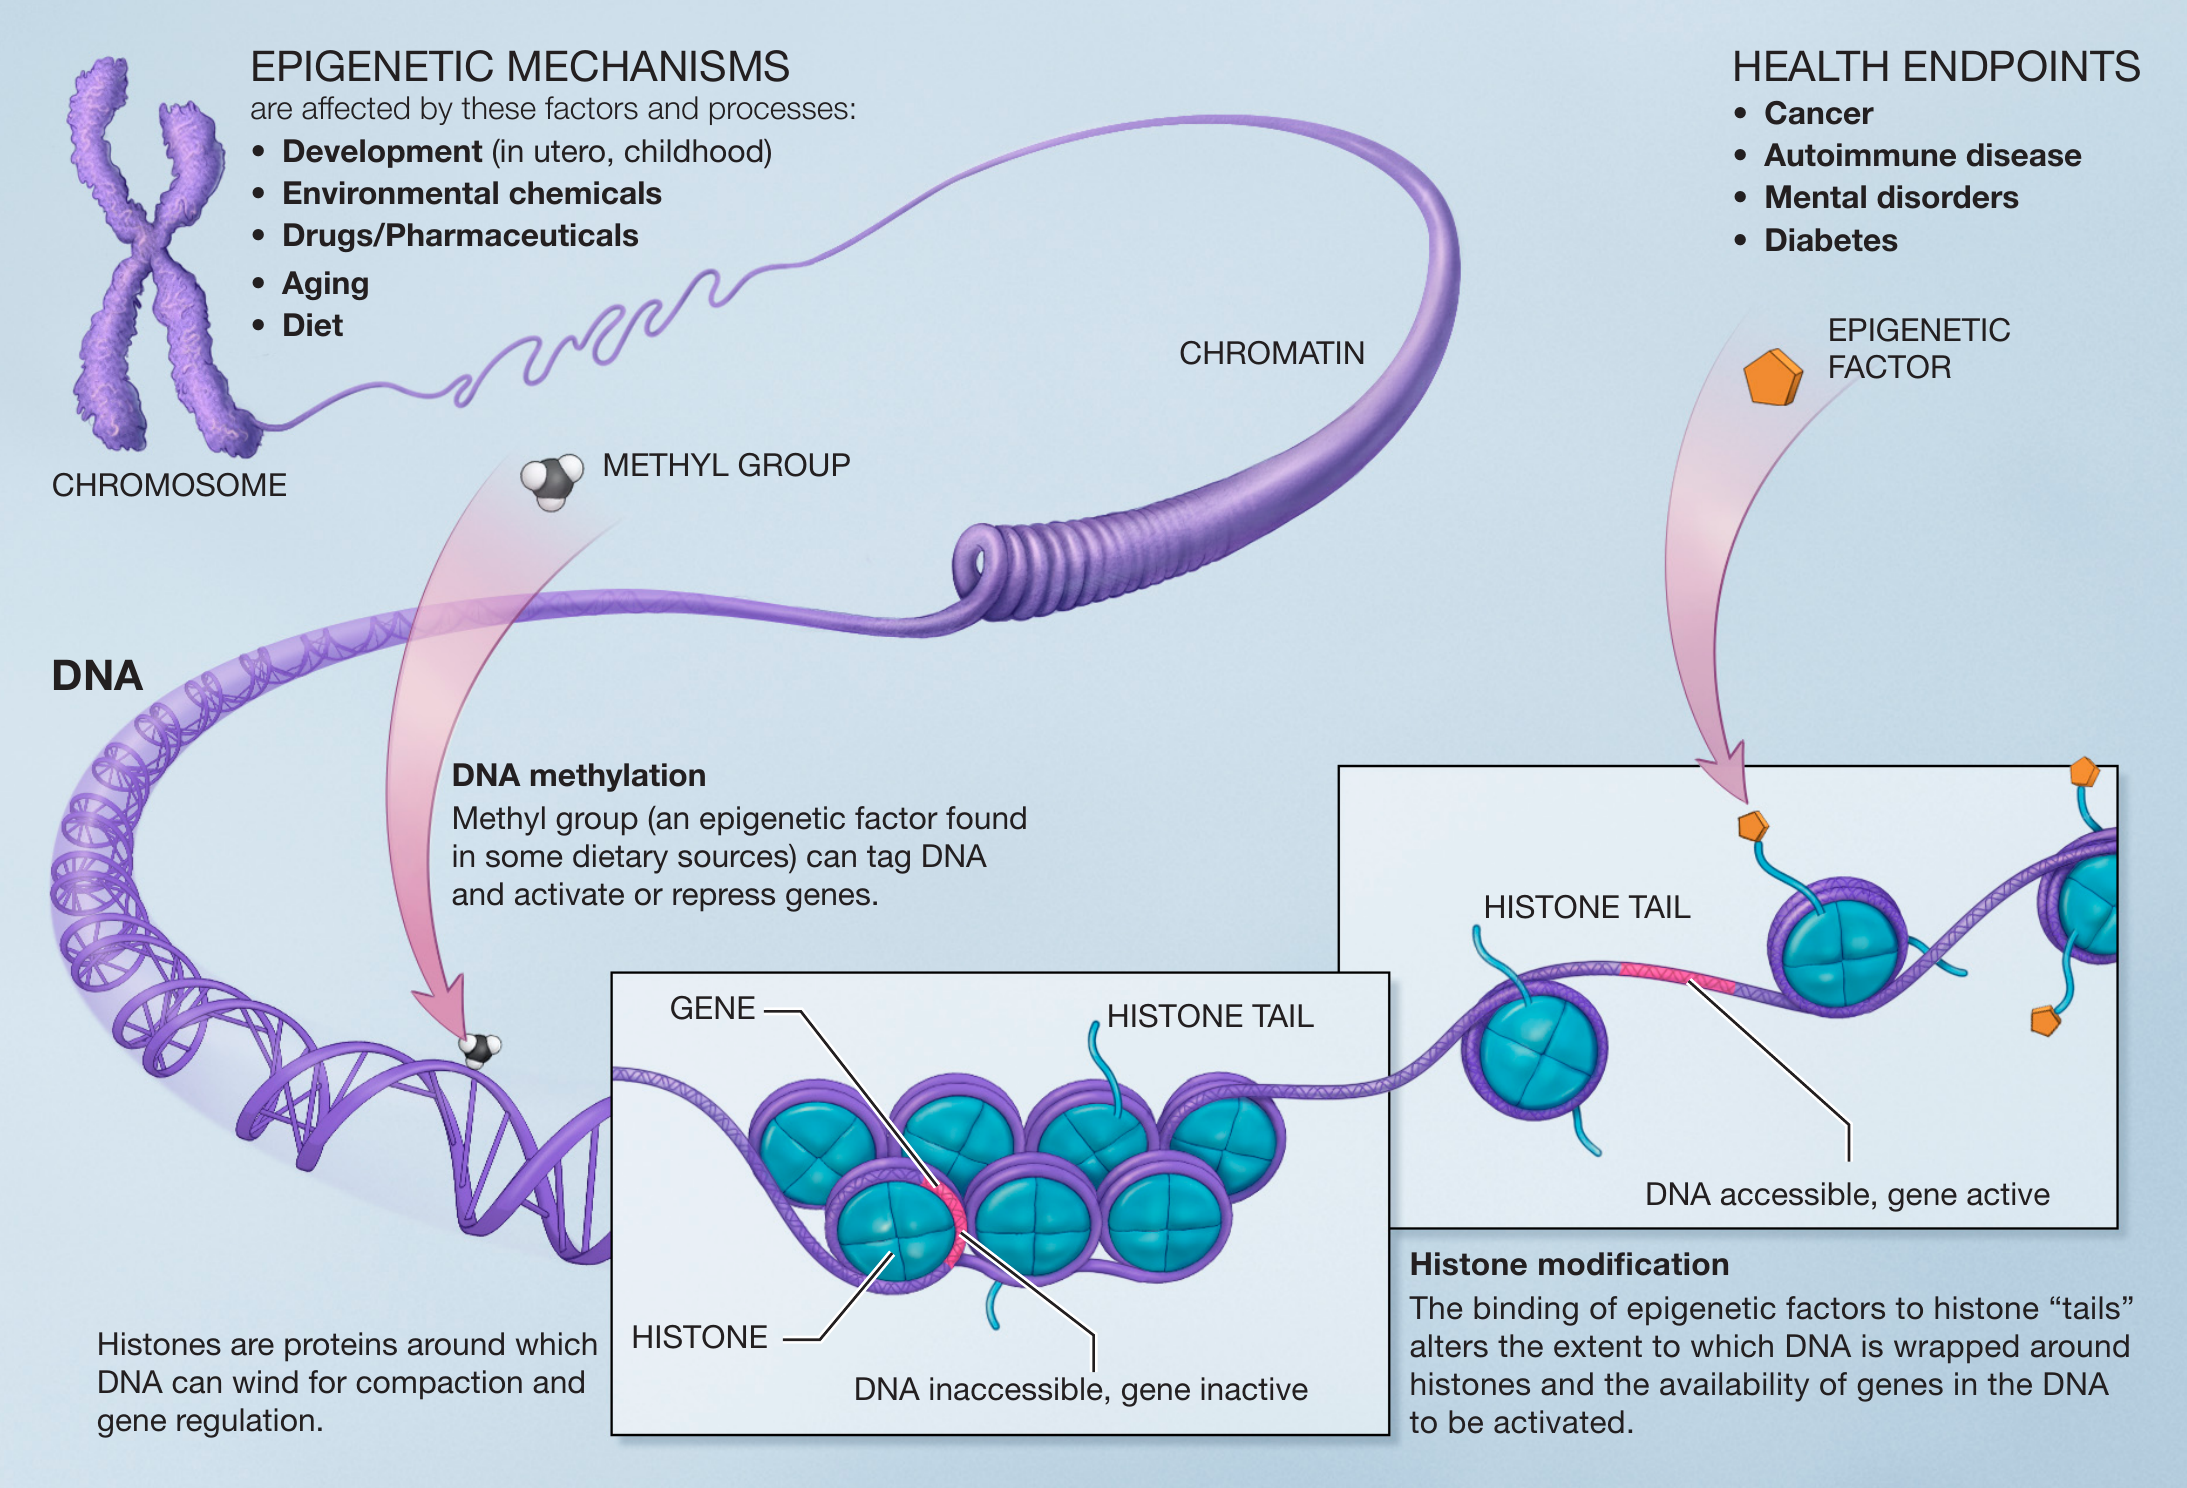 EPIGENETIC MECHANISMS
are affected by these factors and processes:
• Development (in utero, childhood)
• Environmental chemicals
• Drugs/Pharmaceuticals
• Aging
• Diet
HEALTH ENDPOINTS
• Cancer
• Autoimmune disease
• Mental disorders
• Diabetes
EPIGENETIC
FACTOR
CHROMATIN
CHROMOSOME
METHYL GROUP
DNA
DNA methylation
Methyl group (an epigenetic factor found
in some dietary sources) can tag DNA
and activate or repress genes.
HISTONE TAIL
GENE
HISTONE TAIL
DNA accessible, gene active
HISTONE
DNA inaccessible, gene inactive
Histones are proteins around which
DNA can wind for compaction and
gene regulation.
Histone modification
The binding of epigenetic factors to histone “tails”
alters the extent to which DNA is wrapped around
histones and the availability of genes in the DNA
to be activated.